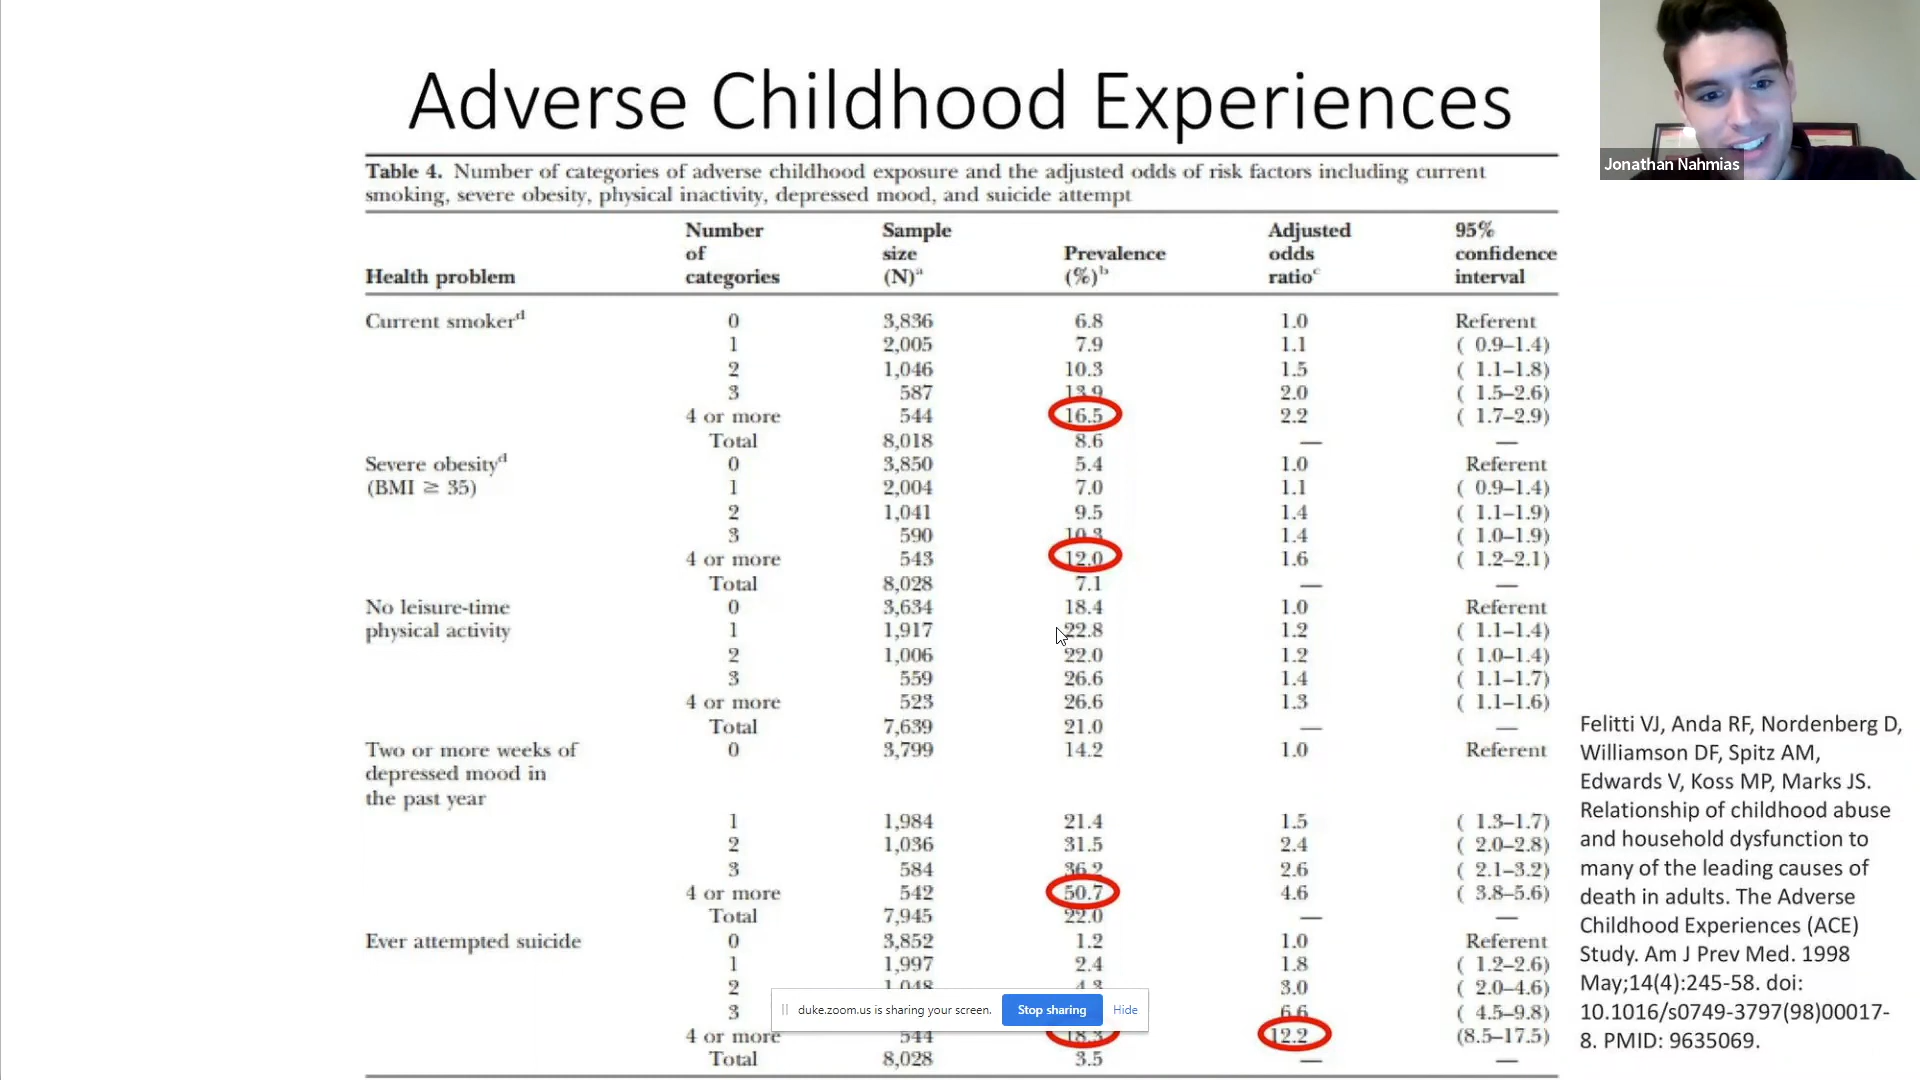 Adverse Childhood Experiences
Jonathan Nahmias
Table 4. Number of categories of adverse childhood exposure and the adjusted odds of risk factors including current
smoking, severe obesity, physical inactivity, depressed mood, and suicide attempt
Number Sample Adjusted 95%
of size Prevalence odds confidence
Health problem categories (N)a (%)b ratioc interval
Current smokerd 0 3,836 6.8 1.0 Referent
1 2,005 7.9 1.1 ( 0.9–1.4)
2 1,046 10.3 1.5 ( 1.1–1.8)
3 587 13.9 2.0 ( 1.5–2.6)
4 or more 544 16.5 2.2 ( 1.7–2.9)
Total 8,018 8.6 — —
Severe obesityd 0 3,850 5.4 1.0 Referent
(BMI ≥ 35) 1 2,004 7.0 1.1 ( 0.9–1.4)
2 1,041 9.5 1.4 ( 1.1–1.9)
3 590 10.3 1.4 ( 1.0–1.9)
4 or more 543 12.0 1.6 ( 1.2–2.1)
Total 8,028 7.1 — —
No leisure-time 0 3,634 18.4 1.0 Referent
physical activity 1 1,917 22.8 1.2 ( 1.1–1.4)
2 1,006 22.0 1.2 ( 1.0–1.4)
3 559 26.6 1.4 ( 1.1–1.7)
4 or more 523 26.6 1.3 ( 1.1–1.6)
Total 7,639 21.0 — —
Two or more weeks of 0 3,799 14.2 1.0 Referent
depressed mood in
the past year
1 1,984 21.4 1.5 ( 1.3–1.7)
2 1,036 31.5 2.4 ( 2.0–2.8)
3 584 36.2 2.6 ( 2.1–3.2)
4 or more 542 50.7 4.6 ( 3.8–5.6)
Total 7,945 22.0 — —
Ever attempted suicide 0 3,852 1.2 1.0 Referent
1 1,997 2.4 1.8 ( 1.2–2.6)
2 1,048 4.3 3.0 ( 2.0–4.6)
3 6.6 ( 4.5–9.8)
4 or more 544 18.3 12.2 (8.5–17.5)
Total 8,028 3.5 — —
duke.zoom.us is sharing your screen. Stop sharing Hide
Felitti VJ, Anda RF, Nordenberg D,
Williamson DF, Spitz AM,
Edwards V, Koss MP, Marks JS.
Relationship of childhood abuse
and household dysfunction to
many of the leading causes of
death in adults. The Adverse
Childhood Experiences (ACE)
Study. Am J Prev Med. 1998
May;14(4):245-58. doi:
10.1016/s0749-3797(98)00017-
8. PMID: 9635069.